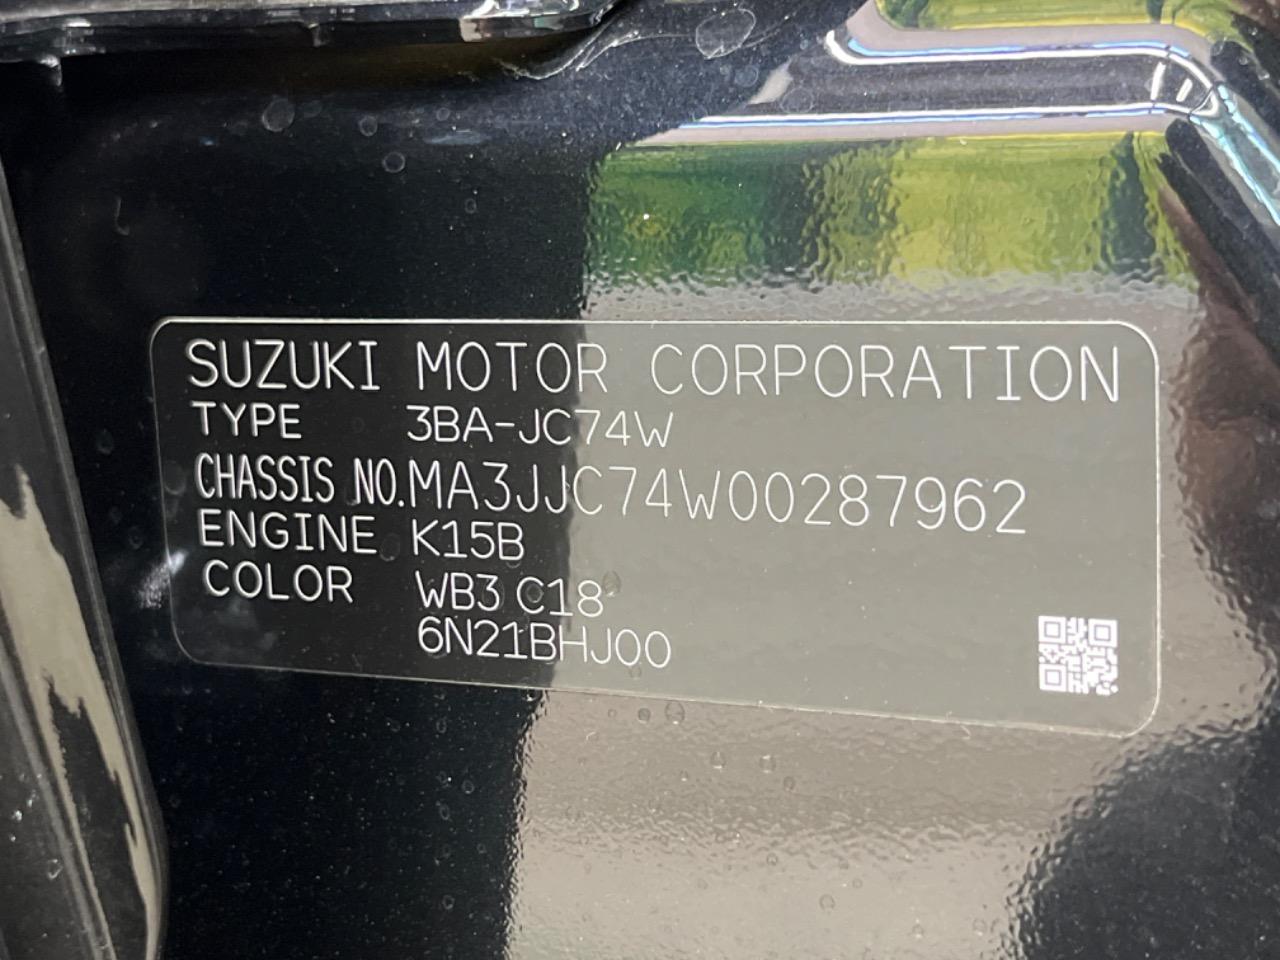 SUZUKI MOTOR CORPORATION
TYPE 3BA-JC74W
CHASSIS NO. MA3JJC74W00287962
ENGINE K15B
COLOR WB3 C18
6N21BHJ00